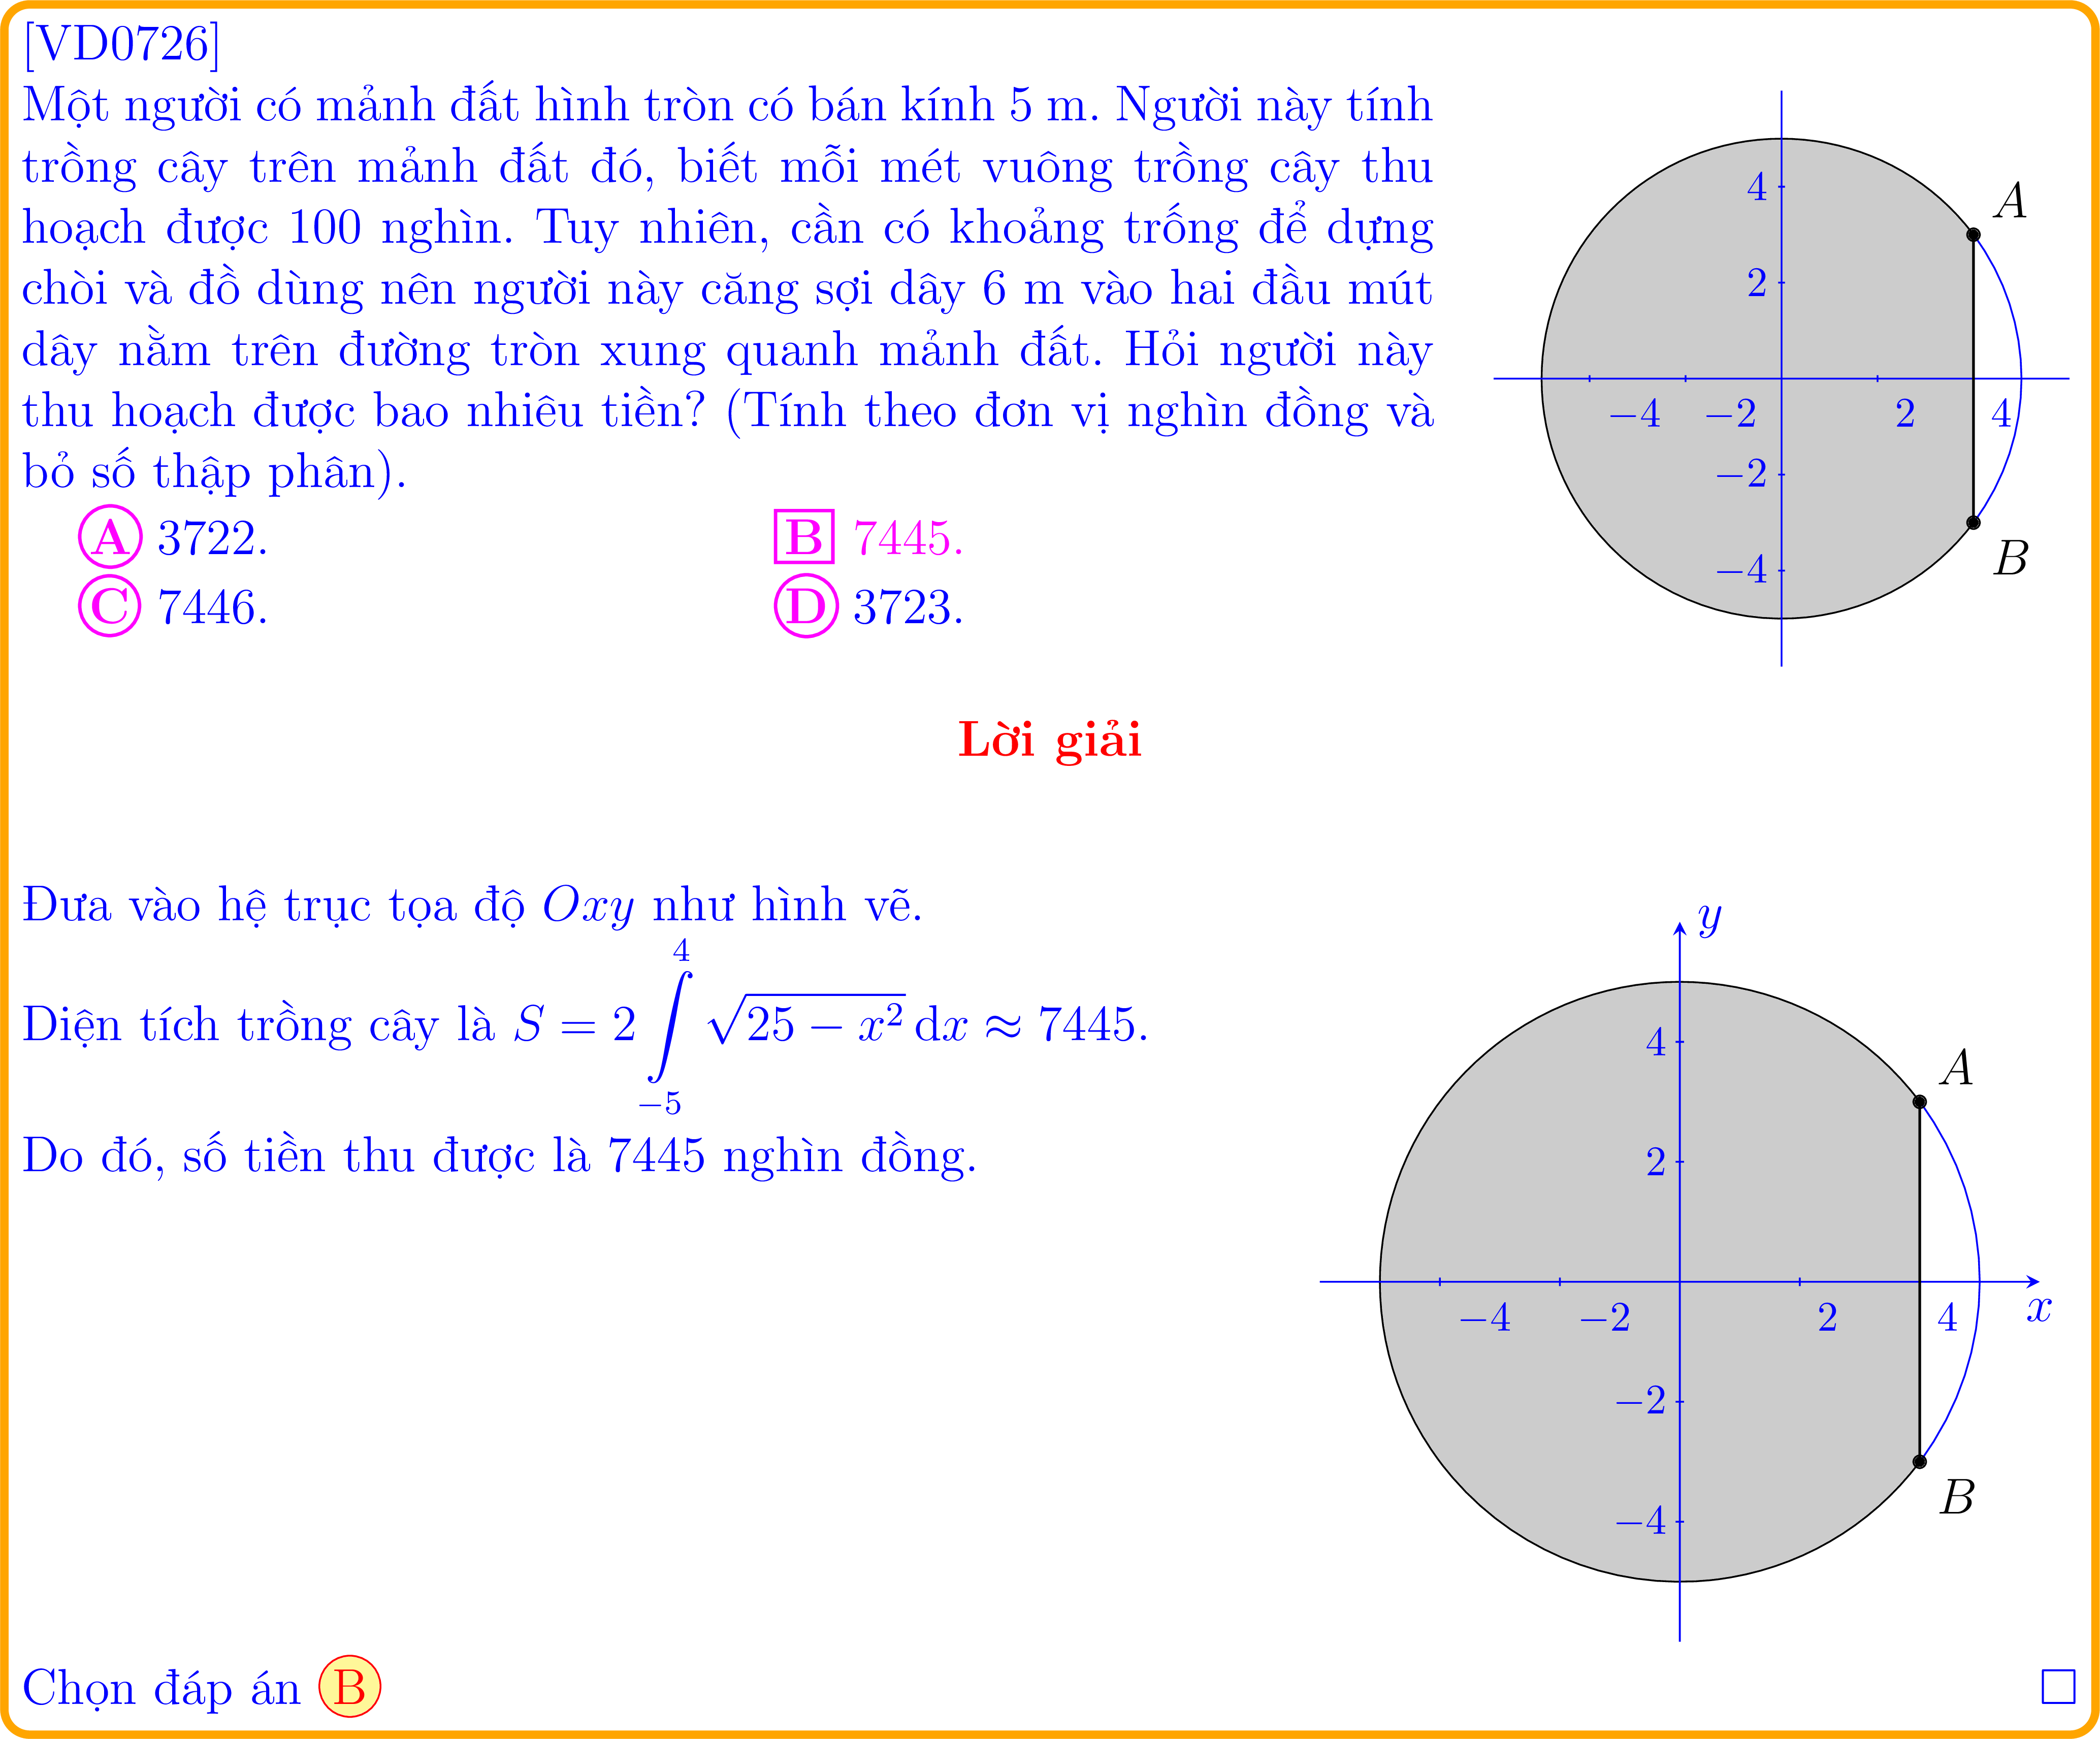 [VD0726]
Một người có mảnh đất hình tròn có bán kính 5 m. Người này tính
trồng cây trên mảnh đất đó, biết mỗi mét vuông trồng cây thu
hoạch được 100 nghìn. Tuy nhiên, cần có khoảng trống để dựng
chòi và đồ dùng nên người này căng sợi dây 6 m vào hai đầu mút
dây nằm trên đường tròn xung quanh mảnh đất. Hỏi người này
thu hoạch được bao nhiêu tiền? (Tính theo đơn vị nghìn đồng và
bỏ số thập phân).
A 3722. B 7445.
C 7446. D 3723.
4
A
2
−4 −2 2 4
−2
−4
B
Lời giải
Đưa vào hệ trục tọa độ Oxy như hình vẽ.
Diện tích trồng cây là $S = 2\int\limits_{-5}^{4} \sqrt{25 - x^2}\,\mathrm{d}x \approx 7445.$
Do đó, số tiền thu được là 7445 nghìn đồng.
y
4
A
2
−4 −2 2 4 x
−2
−4
B
Chọn đáp án B □